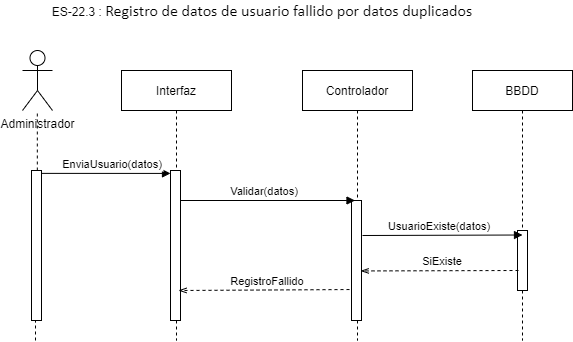 ES-22.3 : Registro de datos de usuario fallido por datos duplicados
Interfaz
Controlador
BBDD
Administrador
EnviaUsuario(datos)
Validar(datos)
UsuarioExiste(datos)
SiExiste
RegistroFallido